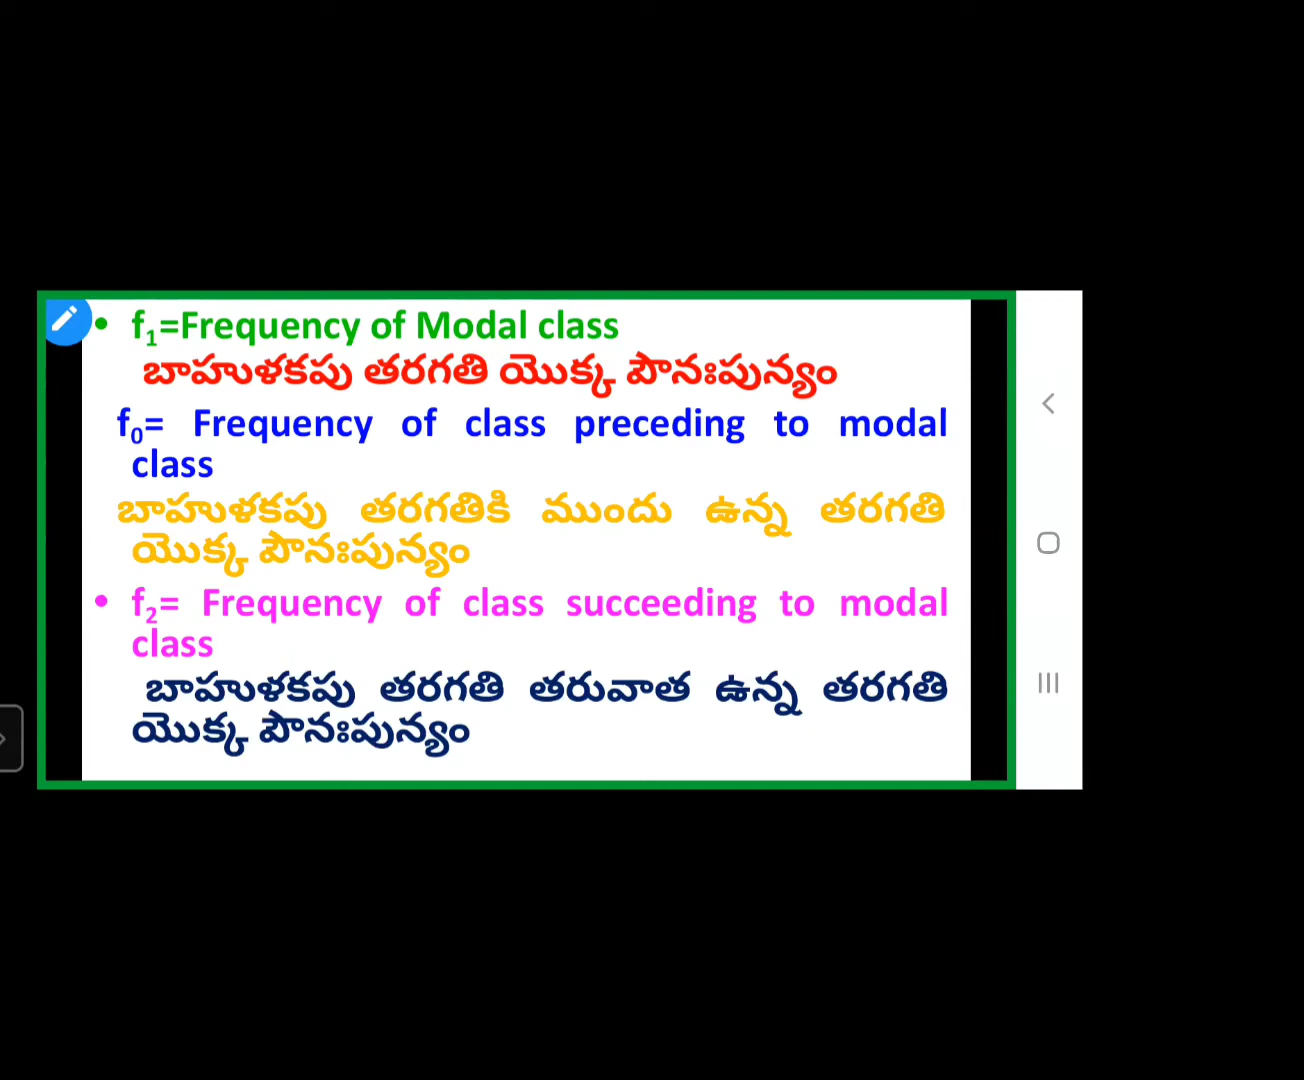 • f₁=Frequency of Modal class
బాహుళకపు తరగతి యొక్క పౌనఃపున్యం
f₀= Frequency of class preceding to modal
class
బాహుళకపు తరగతికి ముందు ఉన్న తరగతి
యొక్క పౌనఃపున్యం
• f₂= Frequency of class succeeding to modal
class
బాహుళకపు తరగతి తరువాత ఉన్న తరగతి
యొక్క పౌనఃపున్యం